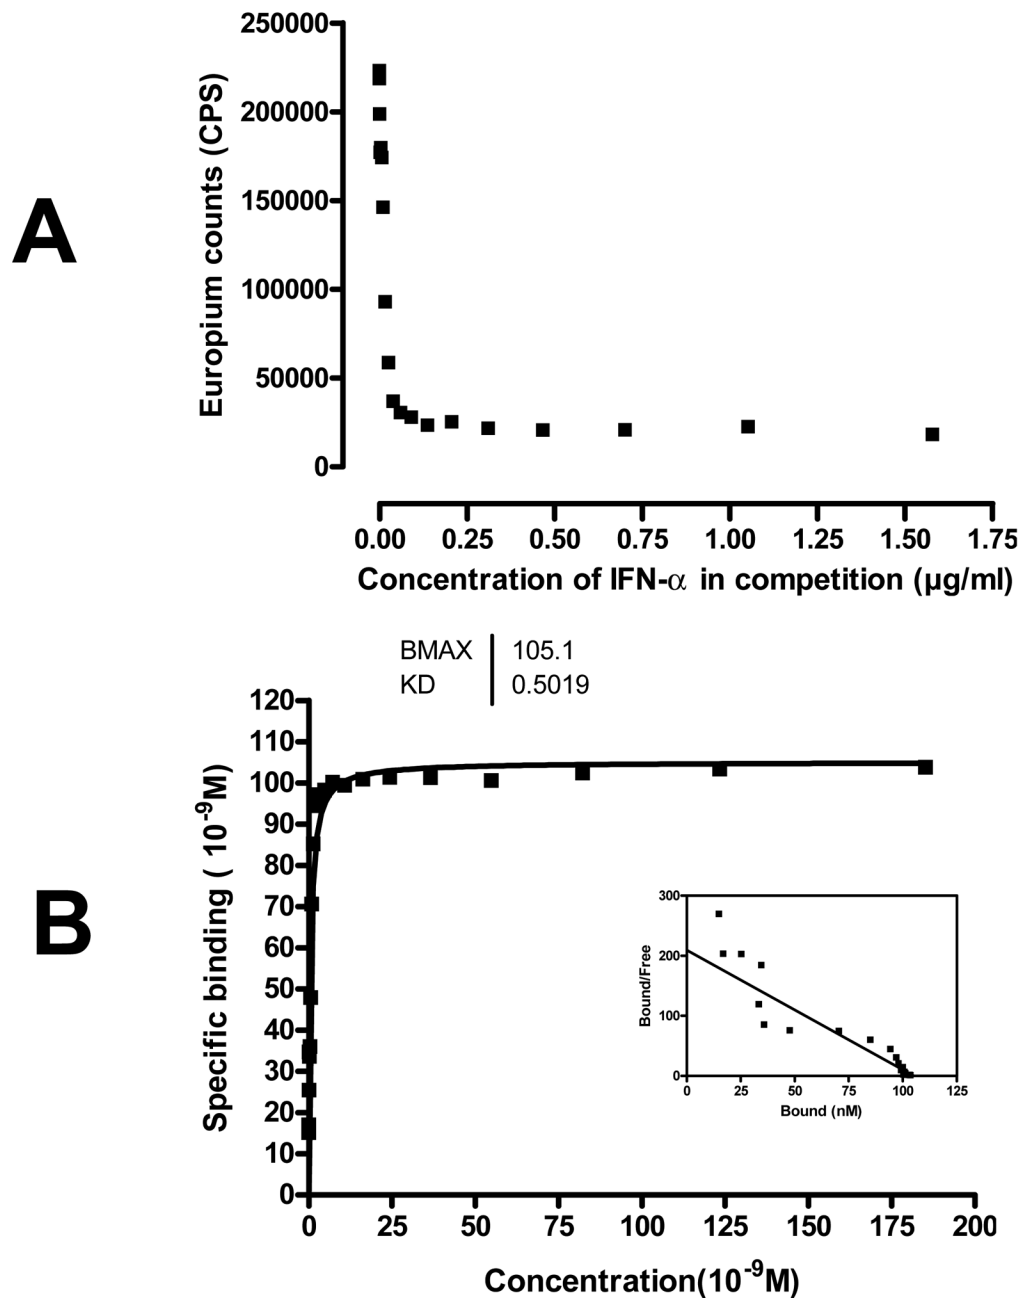 A
Europium counts (CPS)
250000
200000
150000
100000
50000
0
0.00 0.25 0.50 0.75 1.00 1.25 1.50 1.75
Concentration of IFN-α in competition (µg/ml)
BMAX 105.1
KD 0.5019
B
Specific binding ( 10⁻⁹M)
120
110
100
90
80
70
60
50
40
30
20
10
0
0 25 50 75 100 125 150 175 200
Concentration(10⁻⁹M)
Bound/Free
300
200
100
0
0 25 50 75 100 125
Bound (nM)